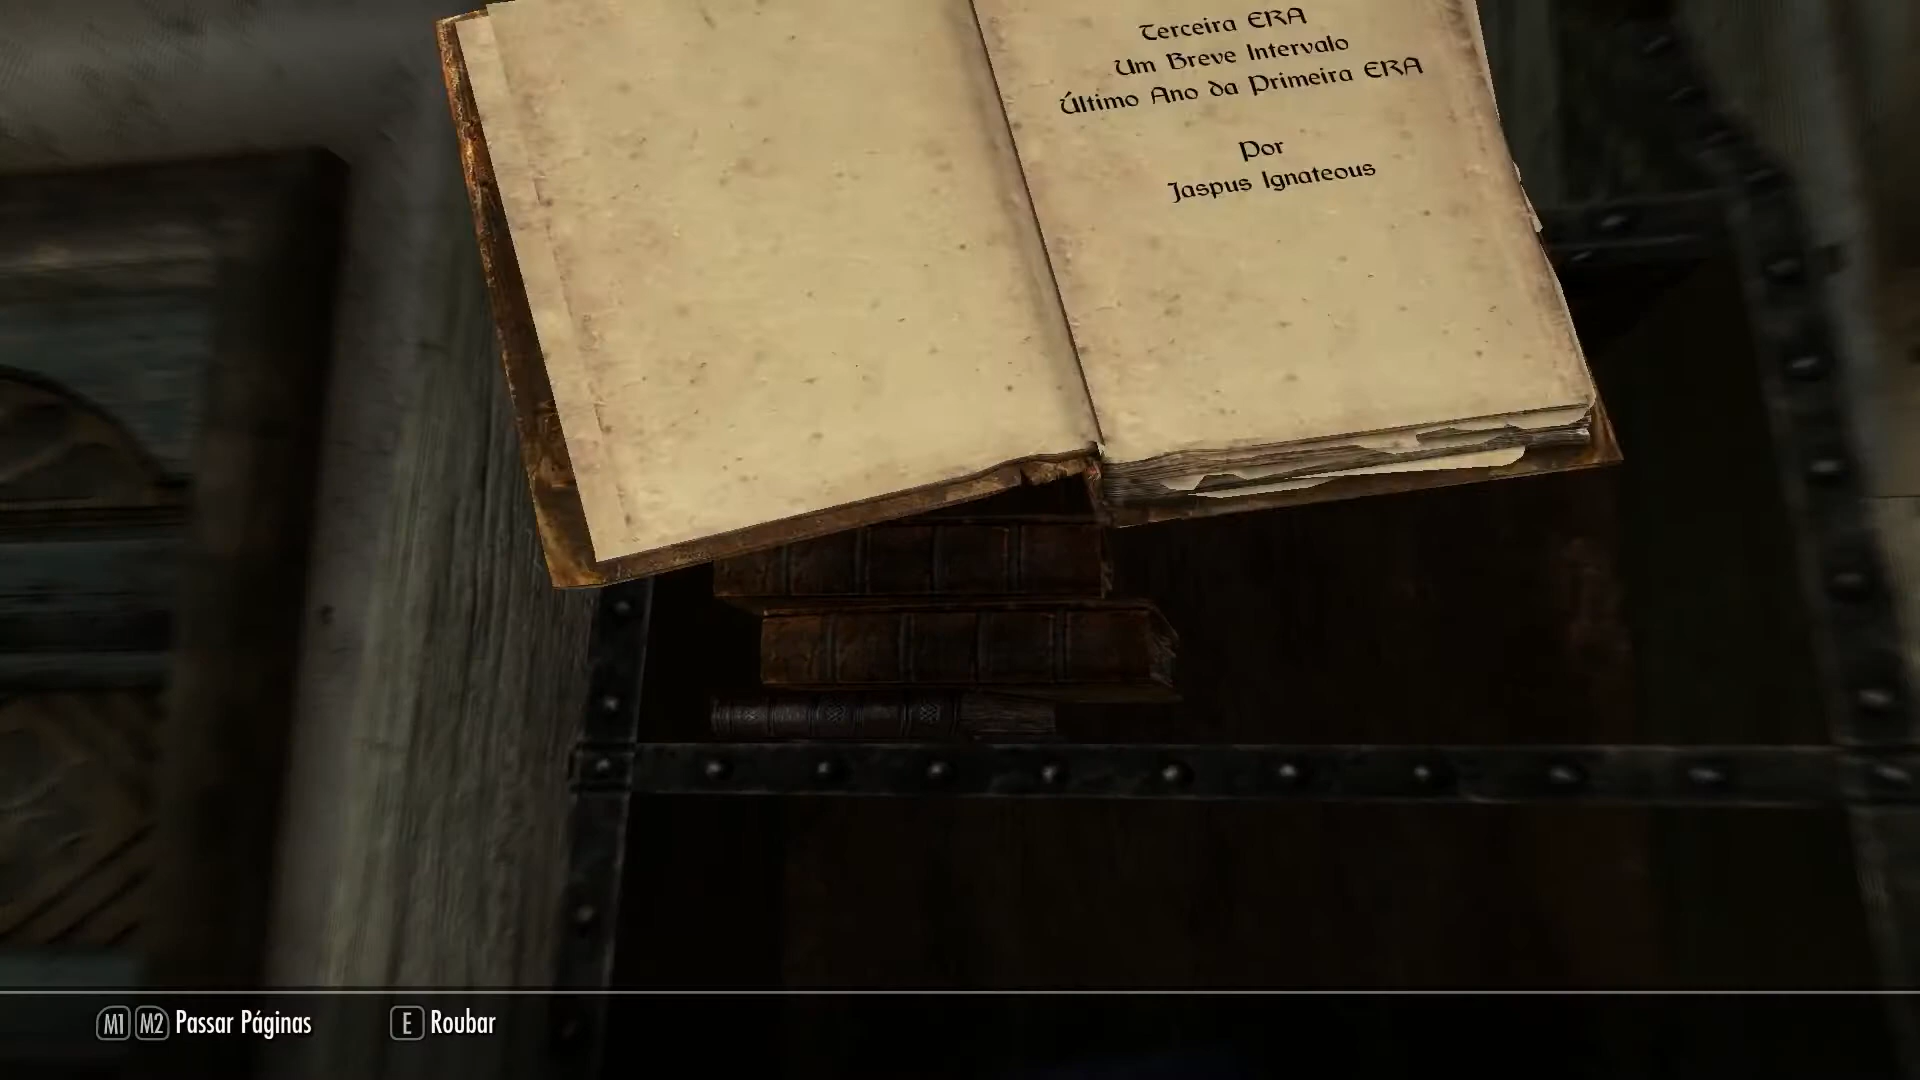 Terceira ERA
Um Breve Intervalo
Último Ano da Primeira ERA
Por
Jaspus Ignateous
M1 M2 Passar Páginas
E Roubar